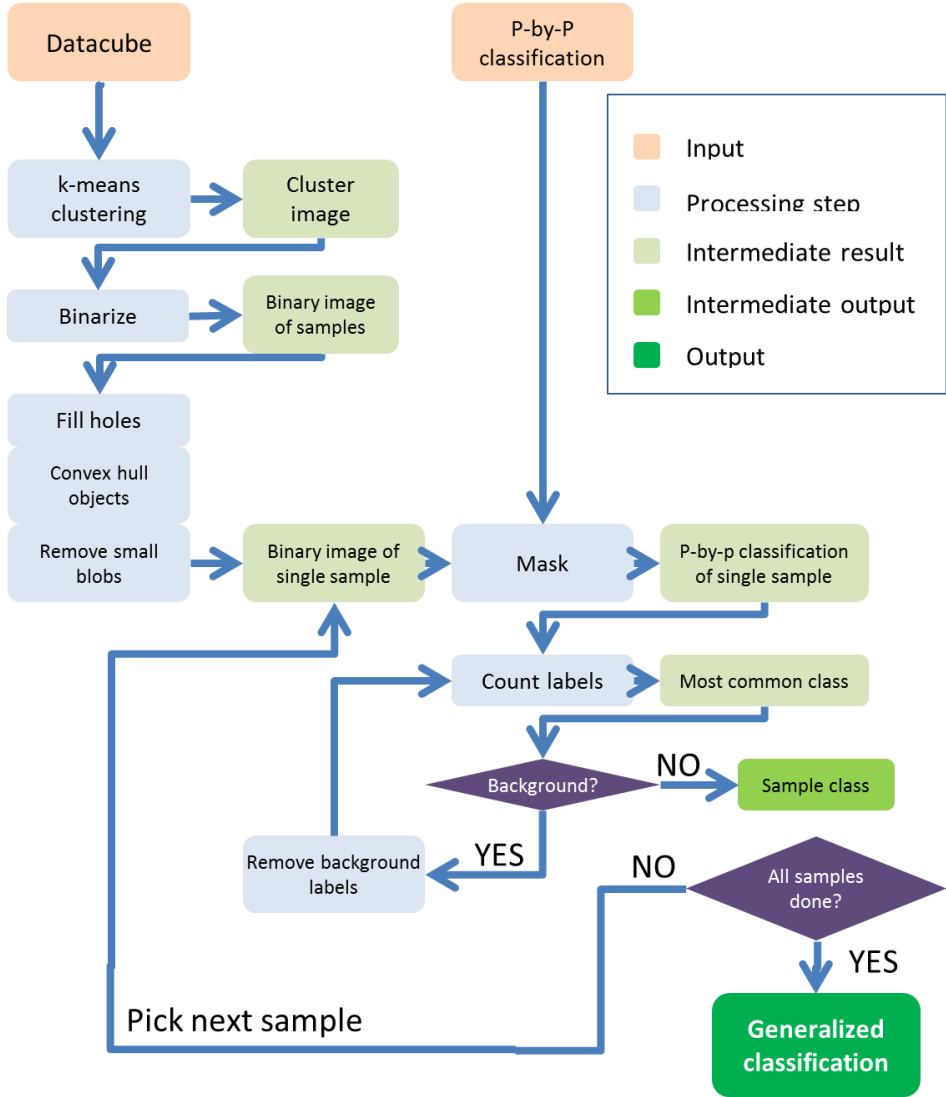 Datacube
P-by-P
classification
Input
Processing step
Intermediate result
Intermediate output
Output
k-means
clustering
Cluster
image
Binarize
Binary image
of samples
Fill holes
Convex hull
objects
Remove small
blobs
Binary image of
single sample
Mask
P-by-p classification
of single sample
Count labels
Most common class
Background?
NO
Sample class
YES
Remove background
labels
NO
All samples
done?
YES
Pick next sample
Generalized
classification